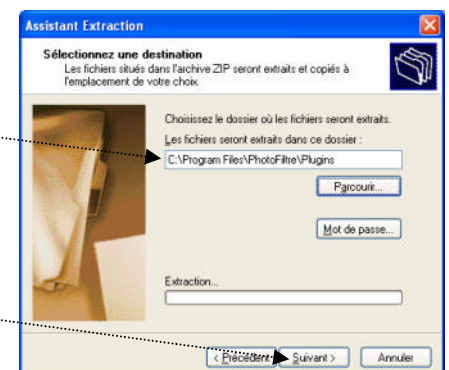 Assistant Extraction
Sélectionnez une destination
Les fichiers situés dans l'archive ZIP seront extraits et copiés à
l'emplacement de votre choix.
Choisissez le dossier où les fichiers seront extraits.
Les fichiers seront extraits dans ce dossier :
C:\Program Files\PhotoFiltre\Plugins
Parcourir...
Mot de passe...
Extraction...
< Précédent
Suivant >
Annuler